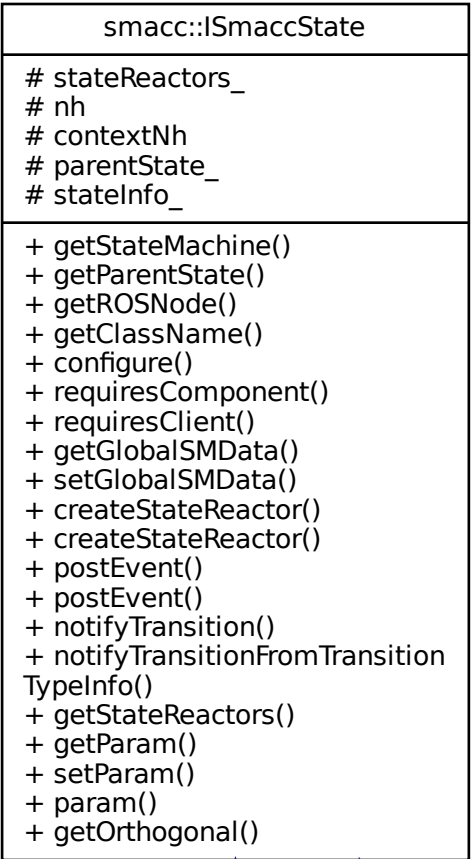 smacc::ISmaccState
# stateReactors_
# nh
# contextNh
# parentState_
# stateInfo_
+ getStateMachine()
+ getParentState()
+ getROSNode()
+ getClassName()
+ configure()
+ requiresComponent()
+ requiresClient()
+ getGlobalSMData()
+ setGlobalSMData()
+ createStateReactor()
+ createStateReactor()
+ postEvent()
+ postEvent()
+ notifyTransition()
+ notifyTransitionFromTransition
TypeInfo()
+ getStateReactors()
+ getParam()
+ setParam()
+ param()
+ getOrthogonal()